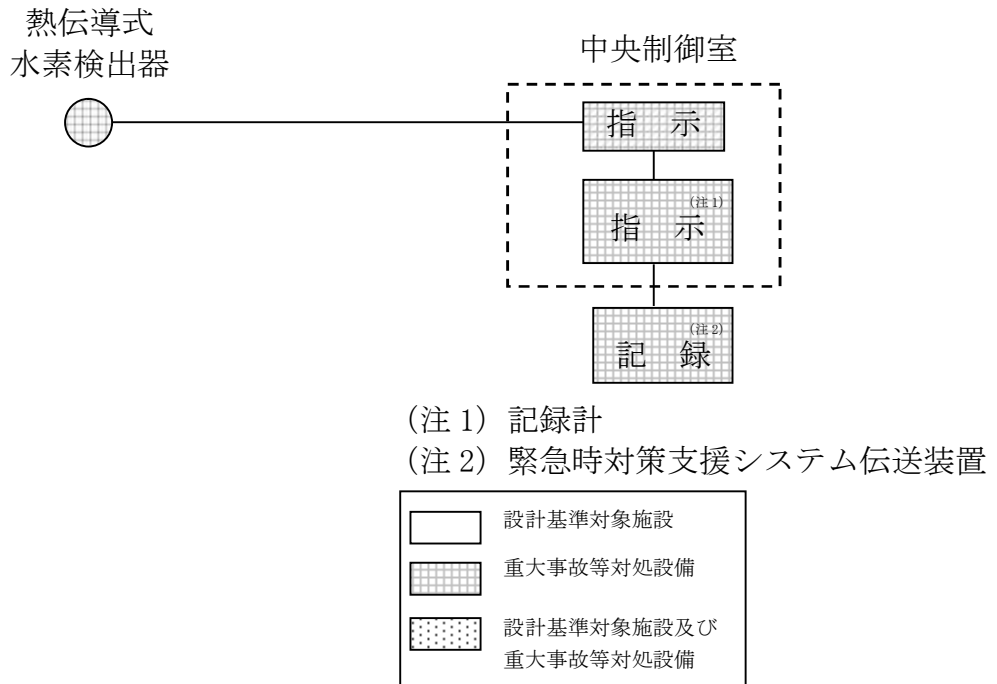 熱伝導式
水素検出器
中央制御室
指 示
指 示(注1)
記 録(注2)
(注1) 記録計
(注2) 緊急時対策支援システム伝送装置
設計基準対象施設
重大事故等対処設備
設計基準対象施設及び
重大事故等対処設備